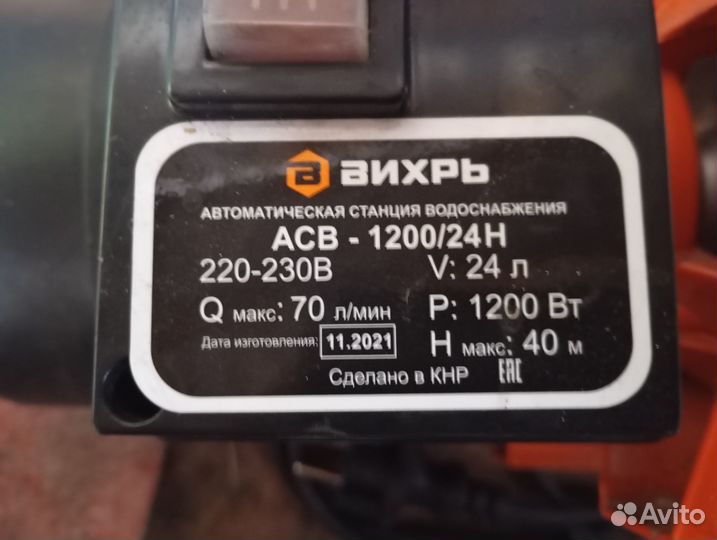 ВИХРЬ
АВТОМАТИЧЕСКАЯ СТАНЦИЯ ВОДОСНАБЖЕНИЯ
АСВ - 1200/24Н
220-230В V: 24 л
Q макс: 70 л/мин P: 1200 Вт
Дата изготовления: 11.2021 H макс: 40 м
Сделано в КНР ЕАС
Avito